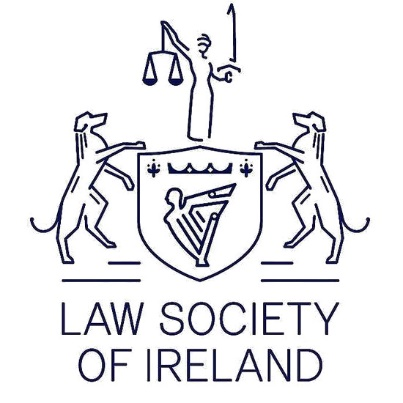 LAW SOCIETY
OF IRELAND